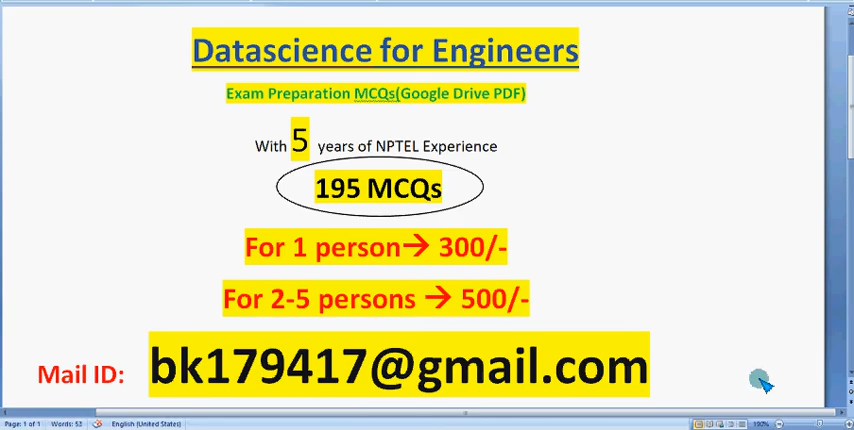 Datascience for Engineers
Exam Preparation MCQs(Google Drive PDF)
With 5 years of NPTEL Experience
195 MCQs
For 1 person→ 300/-
For 2-5 persons → 500/-
Mail ID: bk179417@gmail.com
Page: 1 of 1 Words: 53 English (United States) 190%